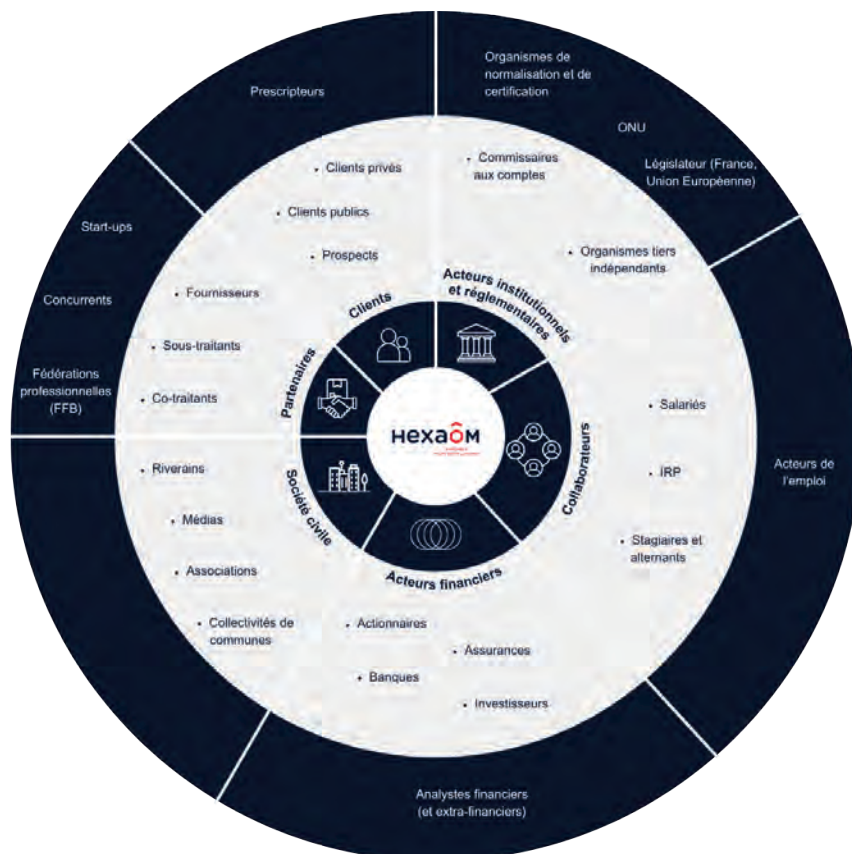 Prescripteurs
Organismes de
normalisation et de
certification
ONU
Législateur (France,
Union Européenne)
Start-ups
Concurrents
Fédérations
professionnelles
(FFB)
Acteurs de
l'emploi
Analystes financiers
(et extra-financiers)
• Clients privés
• Clients publics
• Prospects
• Commissaires
aux comptes
• Organismes tiers
indépendants
• Fournisseurs
• Sous-traitants
• Co-traitants
• Salariés
• IRP
• Stagiaires et
alternants
• Riverains
• Médias
• Associations
• Collectivités de
communes
• Actionnaires
• Banques
• Assurances
• Investisseurs
Clients
Acteurs institutionnels
et réglementaires
Partenaires
Collaborateurs
Société civile
Acteurs financiers
HEXAÔM